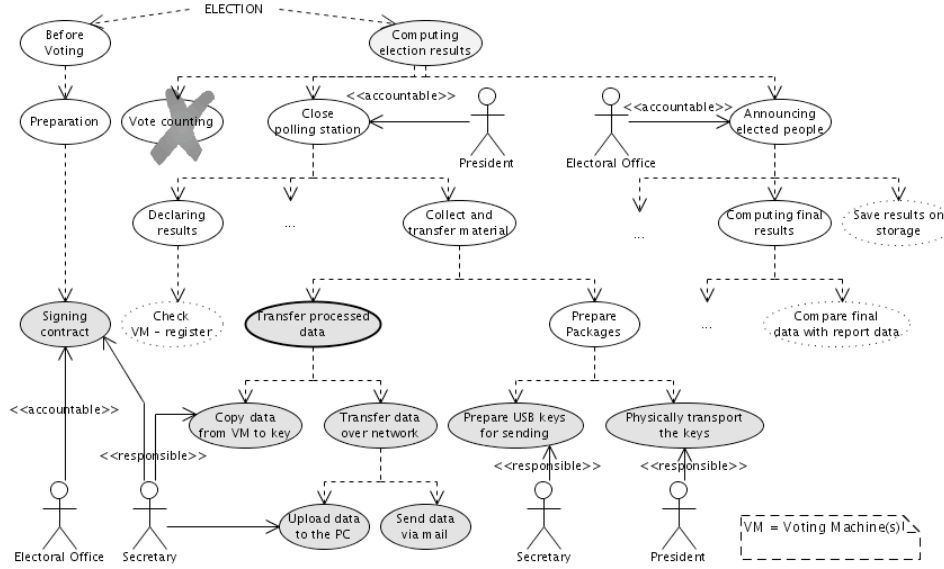 ELECTION
Before
Voting
Computing
election results
<<accountable>>
<<accountable>>
Preparation
Vote counting
Close
polling station
Announcing
elected people
President
Electoral Office
Declaring
results
...
Collect and
transfer material
...
Computing final
results
Save results on
storage
Signing
contract
Check
VM – register
Transfer processed
data
Prepare
Packages
...
Compare final
data with report data
<<accountable>>
Copy data
from VM to key
Transfer data
over network
Prepare USB keys
for sending
Physically transport
the keys
<<responsible>>
<<responsible>>
<<responsible>>
Upload data
to the PC
Send data
via mail
VM = Voting Machine(s)
Electoral Office
Secretary
Secretary
President